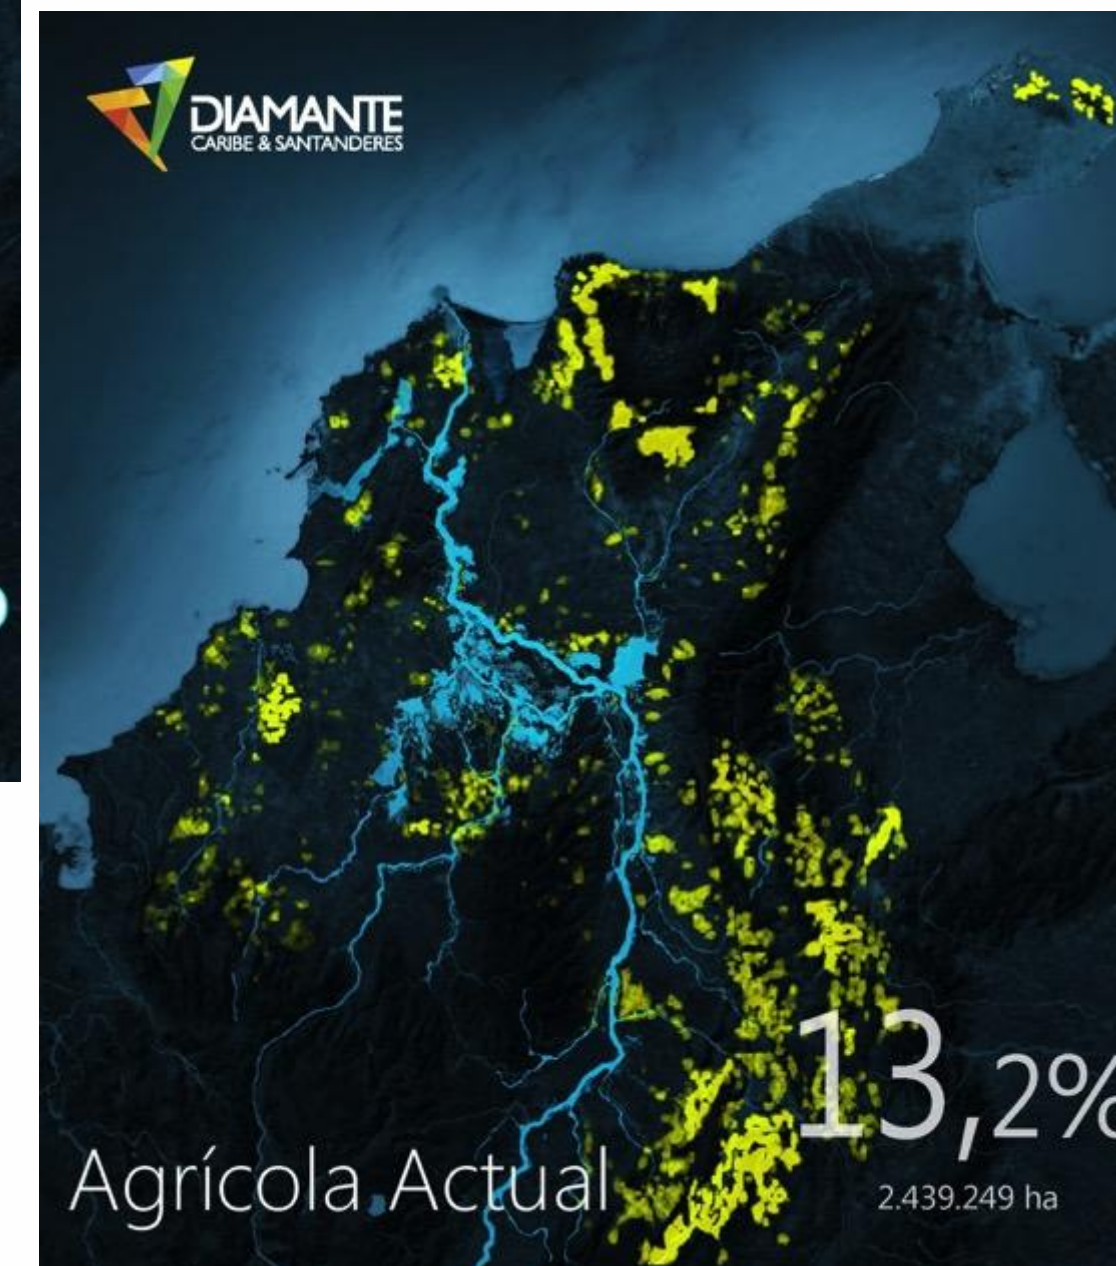 DIAMANTE
CARIBE & SANTANDERES
13,2%
Agrícola Actual
2.439.249 ha